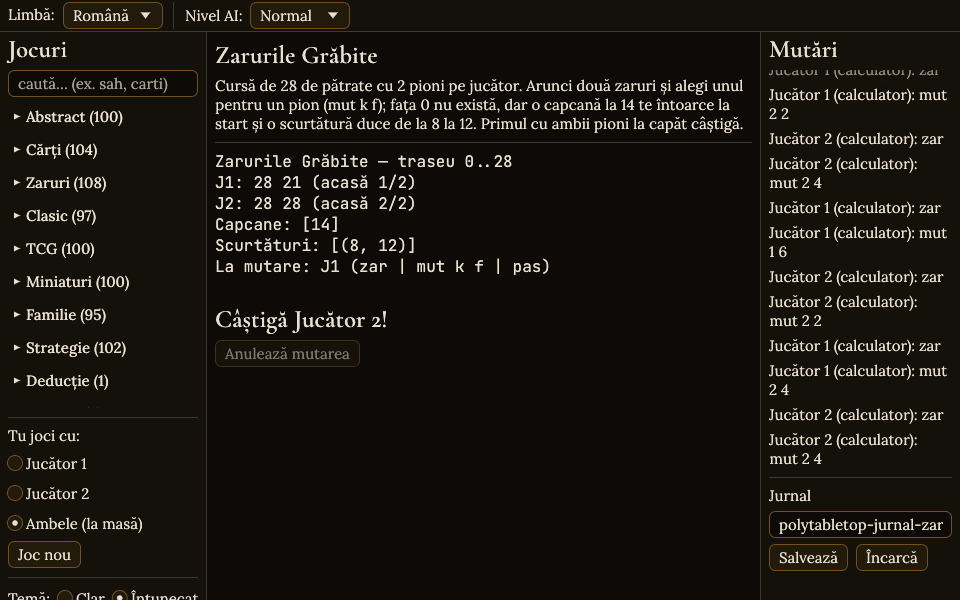 Limbă: Română Nivel AI: Normal
Jocuri
caută... (ex. sah, carti)
Abstract (100)
Cărți (104)
Zaruri (108)
Clasic (97)
TCG (100)
Miniaturi (100)
Familie (95)
Strategie (102)
Deducție (1)
Tu joci cu:
Jucător 1
Jucător 2
Ambele (la masă)
Joc nou
Temă: Clar Întunecat
Zarurile Grăbite
Cursă de 28 de pătrate cu 2 pioni pe jucător. Arunci două zaruri și alegi unul
pentru un pion (mut k f); fața 0 nu există, dar o capcană la 14 te întoarce la
start și o scurtătură duce de la 8 la 12. Primul cu ambii pioni la capăt câștigă.
Zarurile Grăbite — traseu 0..28
J1: 28 21 (acasă 1/2)
J2: 28 28 (acasă 2/2)
Capcane: [14]
Scurtături: [(8, 12)]
La mutare: J1 (zar | mut k f | pas)
Câștigă Jucător 2!
Anulează mutarea
Mutări
Jucător 1 (calculator): zar
Jucător 1 (calculator): mut
2 2
Jucător 2 (calculator): zar
Jucător 2 (calculator):
mut 2 4
Jucător 1 (calculator): zar
Jucător 1 (calculator): mut
1 6
Jucător 2 (calculator): zar
Jucător 2 (calculator):
mut 2 2
Jucător 1 (calculator): zar
Jucător 1 (calculator): mut
2 4
Jucător 2 (calculator): zar
Jucător 2 (calculator):
mut 2 4
Jurnal
polytabletop-jurnal-zar
Salvează Încarcă